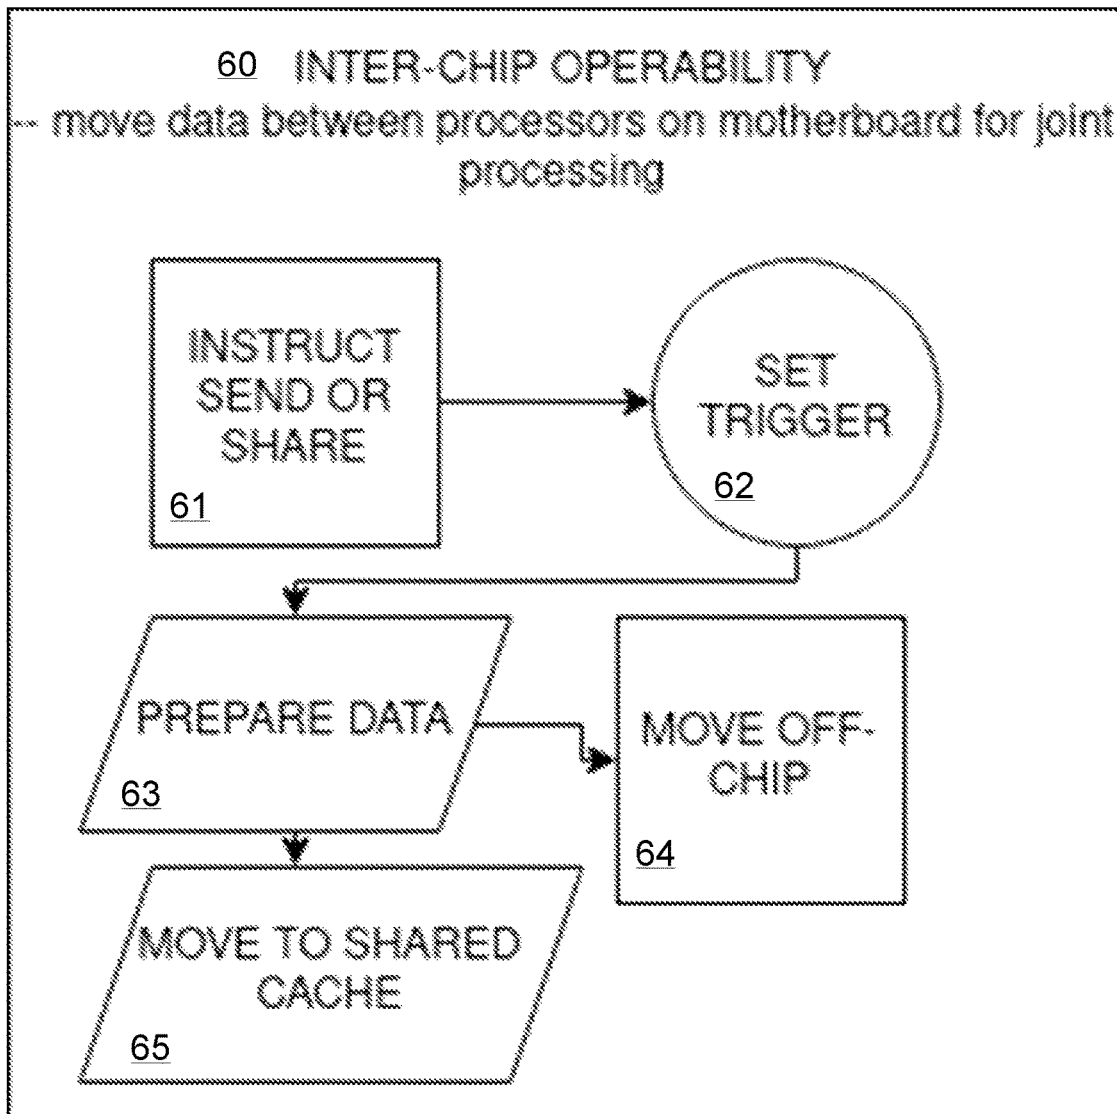 60 INTER-CHIP OPERABILITY
-- move data between processors on motherboard for joint
processing
INSTRUCT
SEND OR
SHARE
61
SET
TRIGGER
62
PREPARE DATA
63
MOVE OFF-
CHIP
64
MOVE TO SHARED
CACHE
65